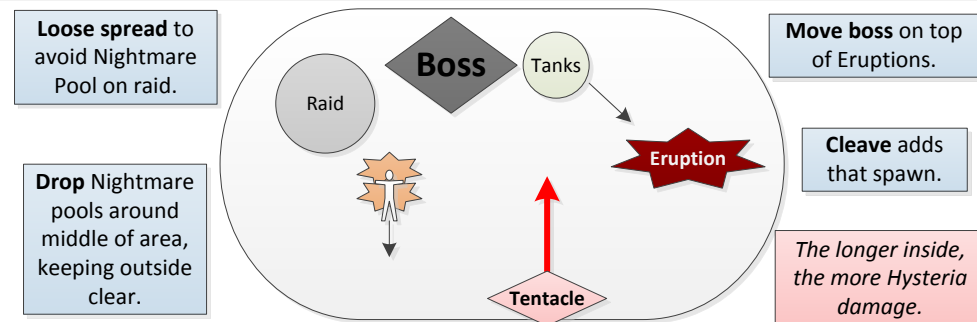 Loose spread to
avoid Nightmare
Pool on raid.
Drop Nightmare
pools around
middle of area,
keeping outside
clear.
Boss
Tanks
Raid
Eruption
Tentacle
Move boss on top
of Eruptions.
Cleave adds
that spawn.
The longer inside,
the more Hysteria
damage.